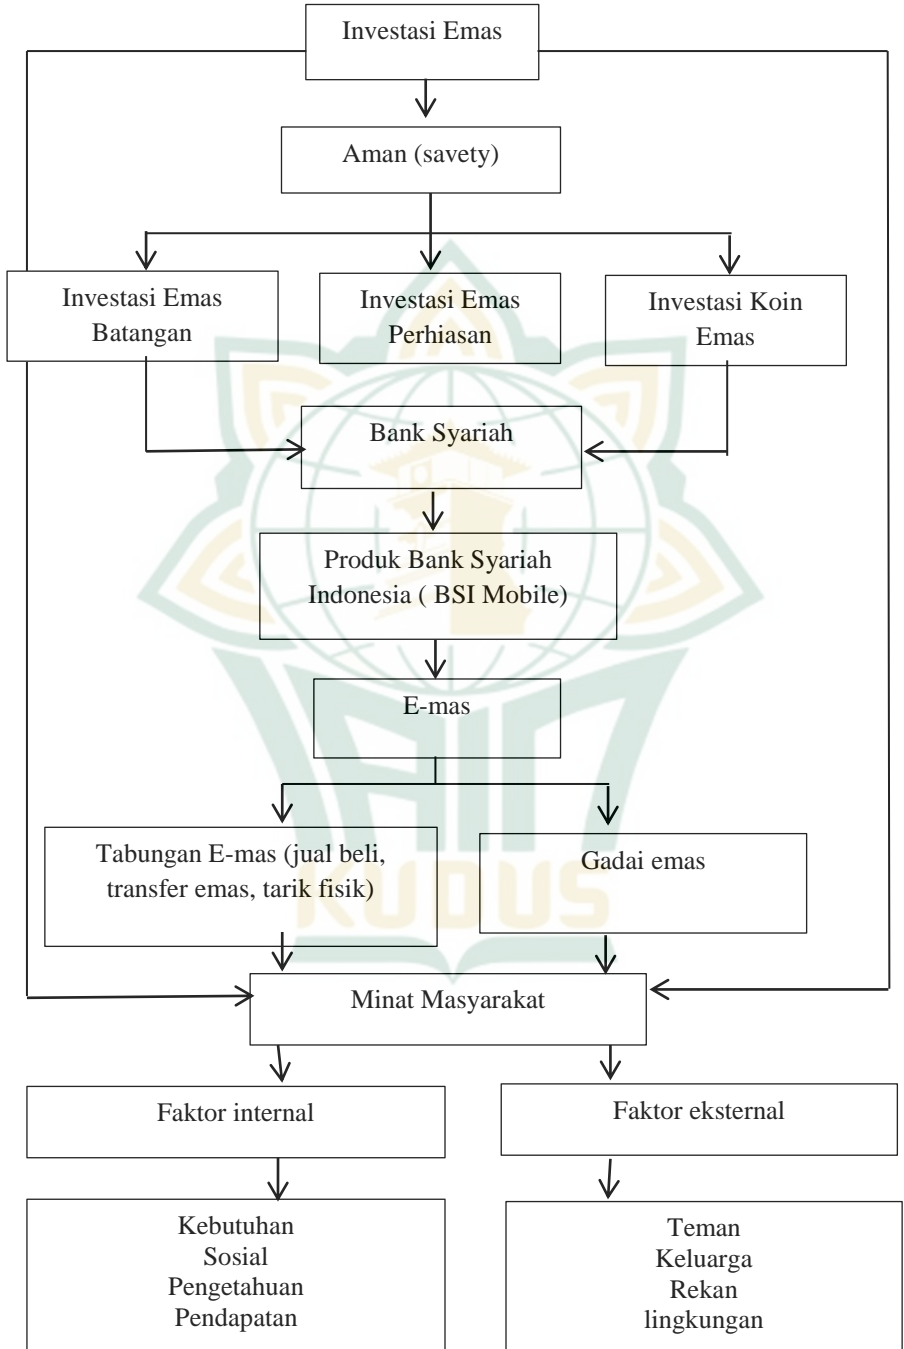 Investasi Emas
Aman (savety)
Investasi Emas
Batangan
Investasi Emas
Perhiasan
Investasi Koin
Emas
Bank Syariah
Produk Bank Syariah
Indonesia ( BSI Mobile)
E-mas
Tabungan E-mas (jual beli,
transfer emas, tarik fisik)
Gadai emas
KUDUS
Minat Masyarakat
Faktor internal
Faktor eksternal
Kebutuhan
Sosial
Pengetahuan
Pendapatan
Teman
Keluarga
Rekan
lingkungan